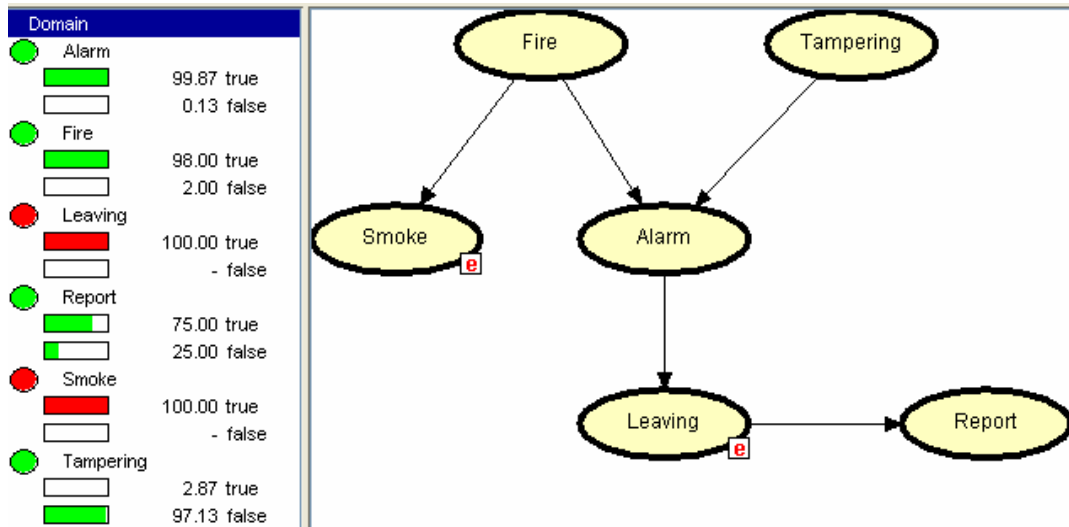 Domain
Alarm
99.87 true
0.13 false
Fire
98.00 true
2.00 false
Leaving
100.00 true
- false
Report
75.00 true
25.00 false
Smoke
100.00 true
- false
Tampering
2.87 true
97.13 false
Fire
Tampering
Smoke
e
Alarm
Leaving
e
Report